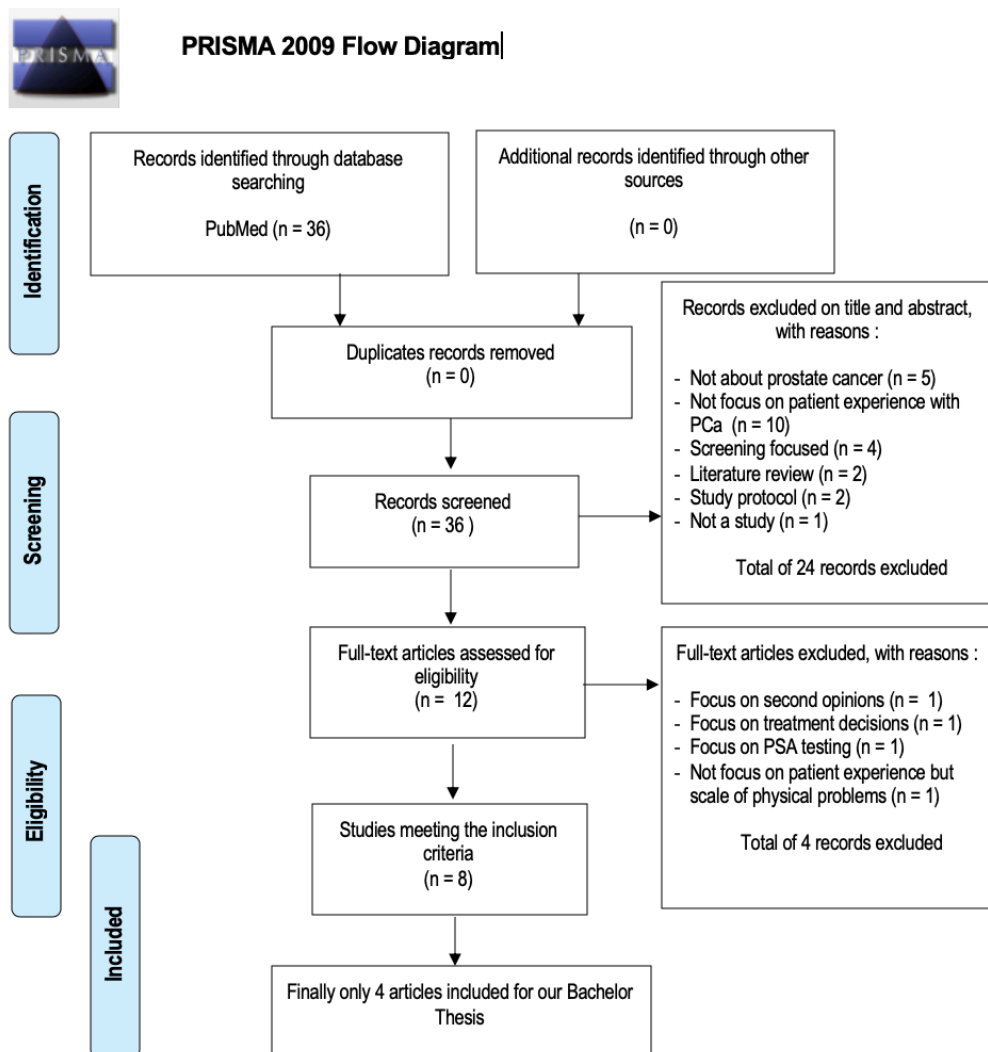 PRISMA
PRISMA 2009 Flow Diagram
Identification
Records identified through database
searching
PubMed (n = 36)
Additional records identified through other
sources
(n = 0)
Duplicates records removed
(n = 0)
Records excluded on title and abstract,
with reasons :
- Not about prostate cancer (n = 5)
- Not focus on patient experience with
PCa (n = 10)
- Screening focused (n = 4)
- Literature review (n = 2)
- Study protocol (n = 2)
- Not a study (n = 1)
Total of 24 records excluded
Screening
Records screened
(n = 36 )
Full-text articles assessed for
eligibility
(n = 12)
Full-text articles excluded, with reasons :
- Focus on second opinions (n = 1)
- Focus on treatment decisions (n = 1)
- Focus on PSA testing (n = 1)
- Not focus on patient experience but
scale of physical problems (n = 1)
Total of 4 records excluded
Eligibility
Studies meeting the inclusion
criteria
(n = 8)
Included
Finally only 4 articles included for our Bachelor
Thesis